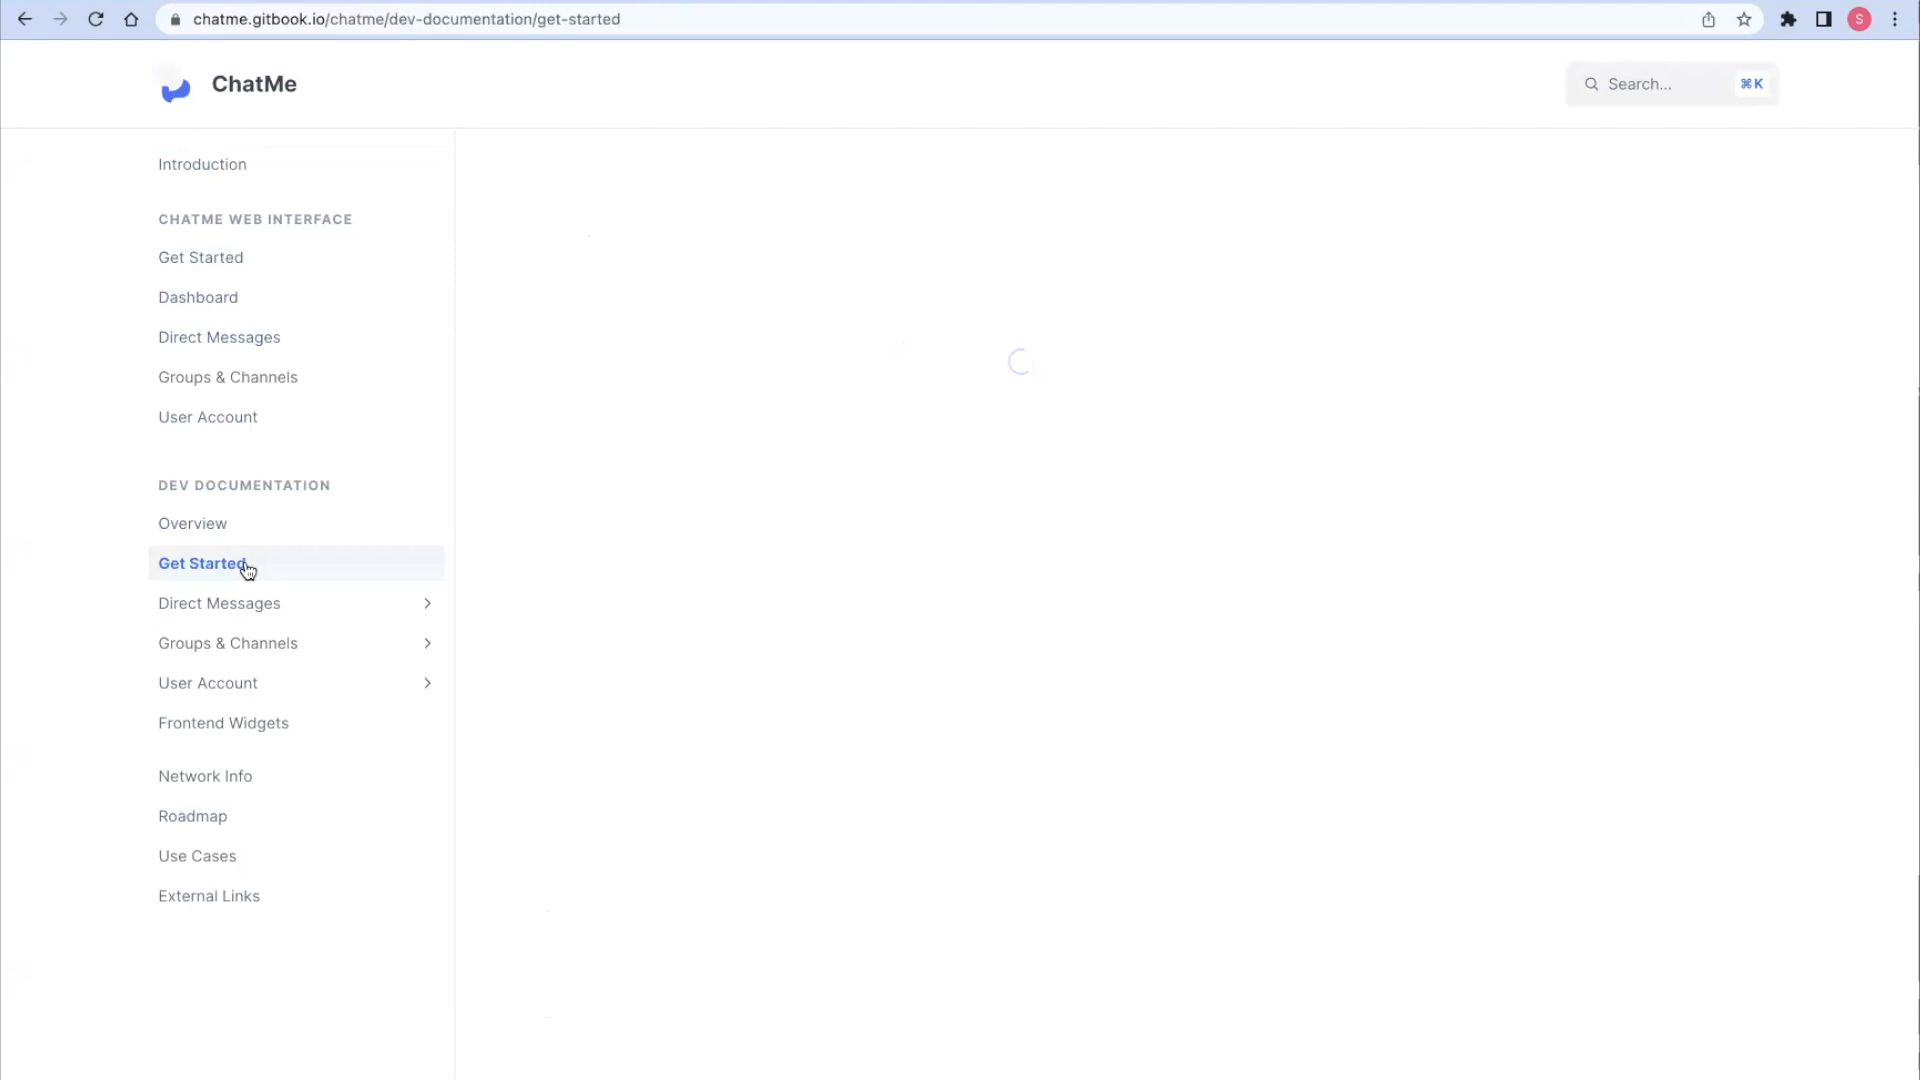 chatme.gitbook.io/chatme/dev-documentation/get-started
S
ChatMe
Search...
⌘K
Introduction
CHATME WEB INTERFACE
Get Started
Dashboard
Direct Messages
Groups & Channels
User Account
DEV DOCUMENTATION
Overview
Get Started
Direct Messages
Groups & Channels
User Account
Frontend Widgets
Network Info
Roadmap
Use Cases
External Links